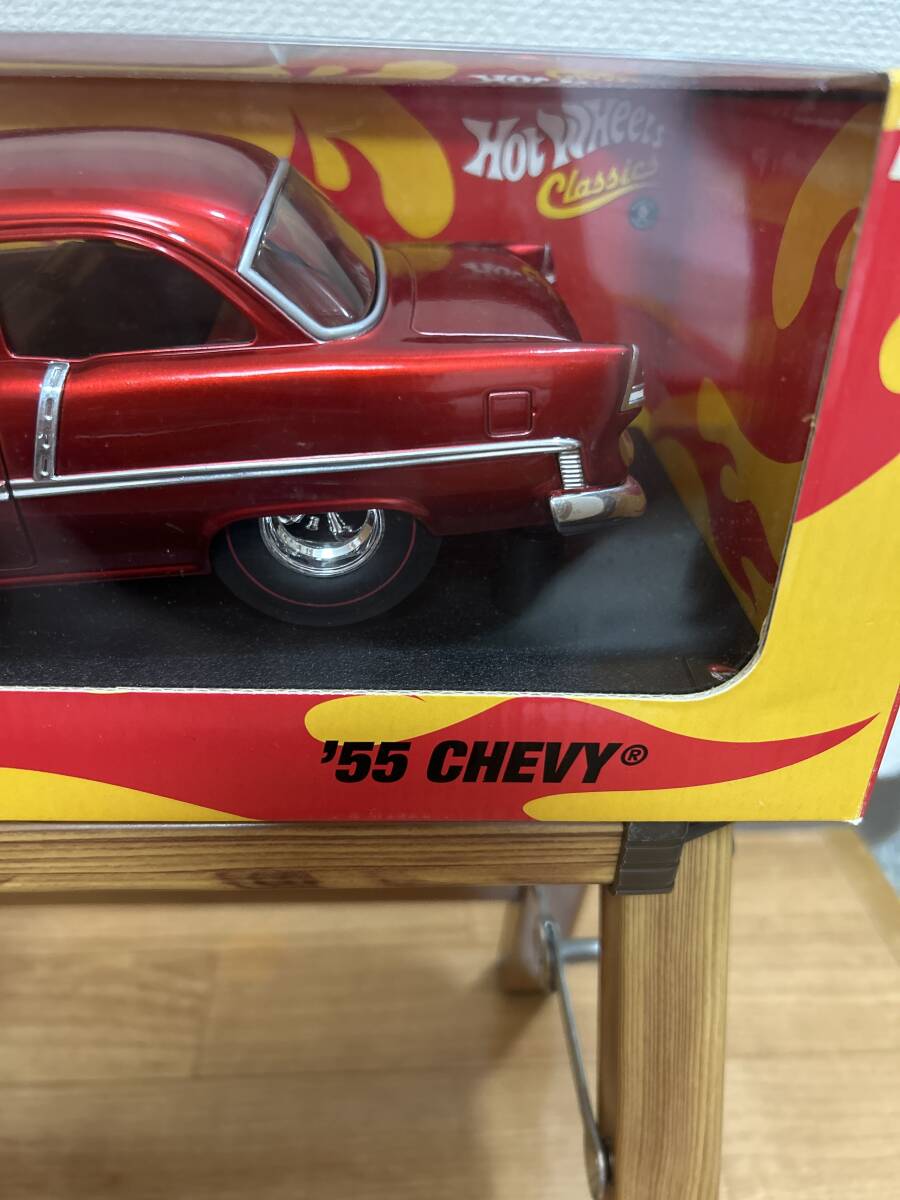 Hot Wheels
Classics
'55 CHEVY®